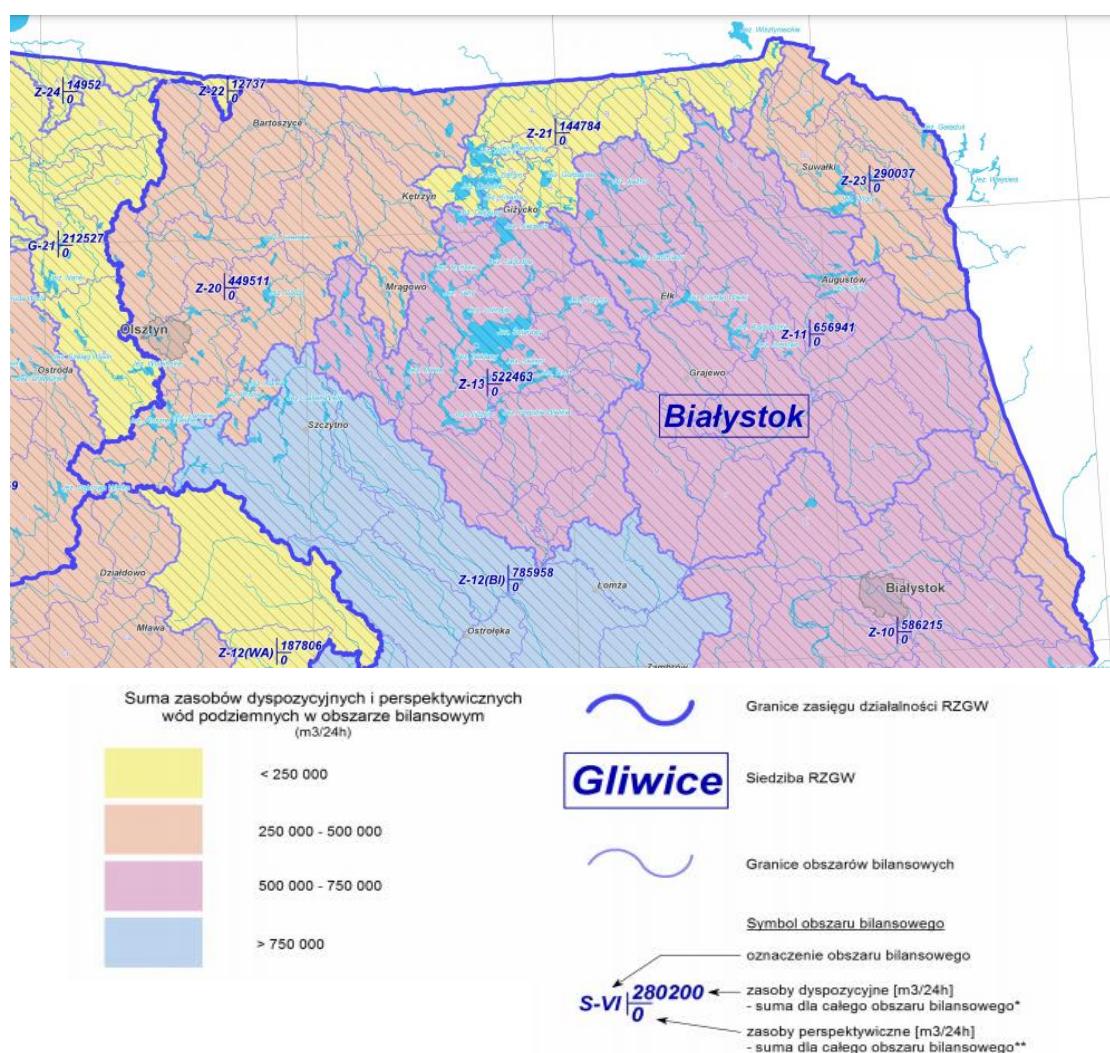 Jez. Wisztynieckie
Z-24 14952
0
Z-22 12737
0
Bartoszyce
Z-21 144784
0
Suwałki
Z-23 290037
0
Kętrzyn
Giżycko
G-21 212527
0
Z-20 449511
0
Mrągowo
Ełk
Augustów
Olsztyn
Z-11 656941
0
Ostróda
Z-13 522463
0
Grajewo
Białystok
Szczytno
Działdowo
Z-12(BI) 785958
0
Łomża
Białystok
Mława
Ostrołęka
Z-10 586215
0
Z-12(WA) 187806
0
Zambrów
Suma zasobów dyspozycyjnych i perspektywicznych
wód podziemnych w obszarze bilansowym
(m3/24h)
< 250 000
250 000 - 500 000
500 000 - 750 000
> 750 000
Granice zasięgu działalności RZGW
Gliwice
Siedziba RZGW
Granice obszarów bilansowych
Symbol obszaru bilansowego
oznaczenie obszaru bilansowego
S-VI 280200
0
zasoby dyspozycyjne [m3/24h]
- suma dla całego obszaru bilansowego*
zasoby perspektywiczne [m3/24h]
- suma dla całego obszaru bilansowego**